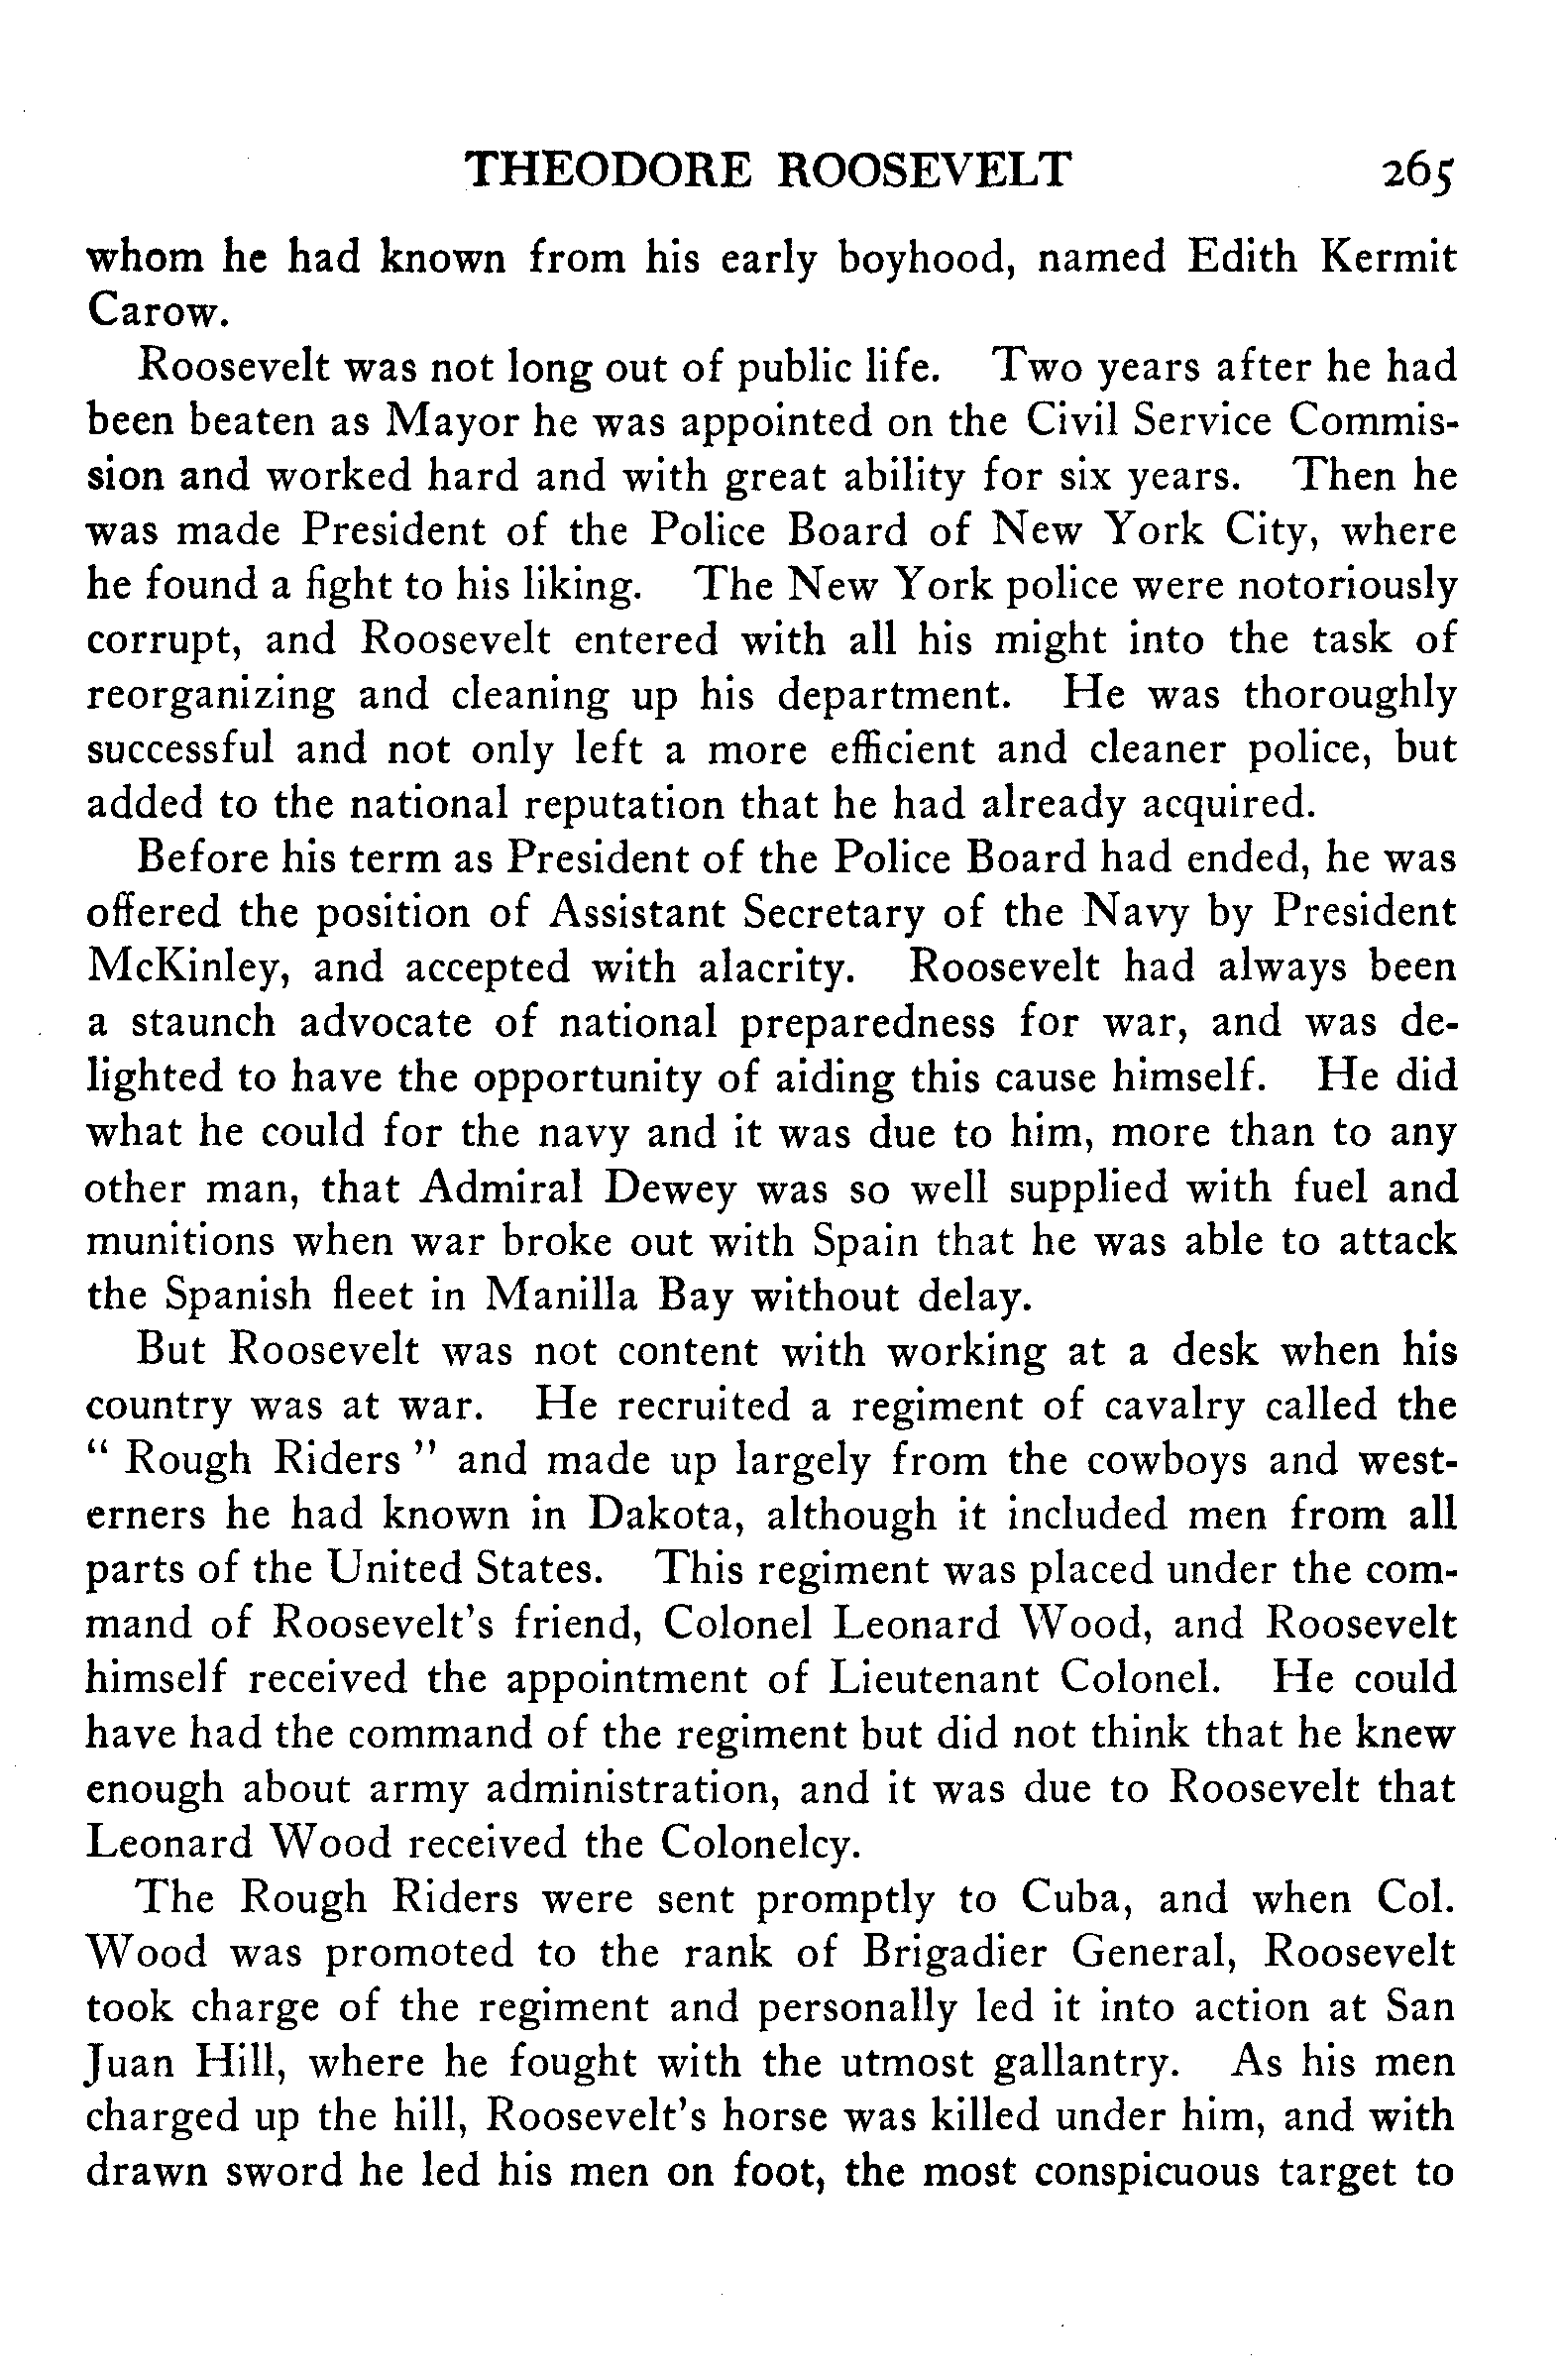 THEODORE ROOSEVELT 265
whom he had known from his early boyhood, named Edith Kermit
Carow.
Roosevelt was not long out of public life. Two years after he had
been beaten as Mayor he was appointed on the Civil Service Commis-
sion and worked hard and with great ability for six years. Then he
was made President of the Police Board of New York City, where
he found a fight to his liking. The New York police were notoriously
corrupt, and Roosevelt entered with all his might into the task of
reorganizing and cleaning up his department. He was thoroughly
successful and not only left a more efficient and cleaner police, but
added to the national reputation that he had already acquired.
Before his term as President of the Police Board had ended, he was
offered the position of Assistant Secretary of the Navy by President
McKinley, and accepted with alacrity. Roosevelt had always been
a staunch advocate of national preparedness for war, and was de-
lighted to have the opportunity of aiding this cause himself. He did
what he could for the navy and it was due to him, more than to any
other man, that Admiral Dewey was so well supplied with fuel and
munitions when war broke out with Spain that he was able to attack
the Spanish fleet in Manilla Bay without delay.
But Roosevelt was not content with working at a desk when his
country was at war. He recruited a regiment of cavalry called the
" Rough Riders " and made up largely from the cowboys and west-
erners he had known in Dakota, although it included men from all
parts of the United States. This regiment was placed under the com-
mand of Roosevelt's friend, Colonel Leonard Wood, and Roosevelt
himself received the appointment of Lieutenant Colonel. He could
have had the command of the regiment but did not think that he knew
enough about army administration, and it was due to Roosevelt that
Leonard Wood received the Colonelcy.
The Rough Riders were sent promptly to Cuba, and when Col.
Wood was promoted to the rank of Brigadier General, Roosevelt
took charge of the regiment and personally led it into action at San
Juan Hill, where he fought with the utmost gallantry. As his men
charged up the hill, Roosevelt's horse was killed under him, and with
drawn sword he led his men on foot, the most conspicuous target to